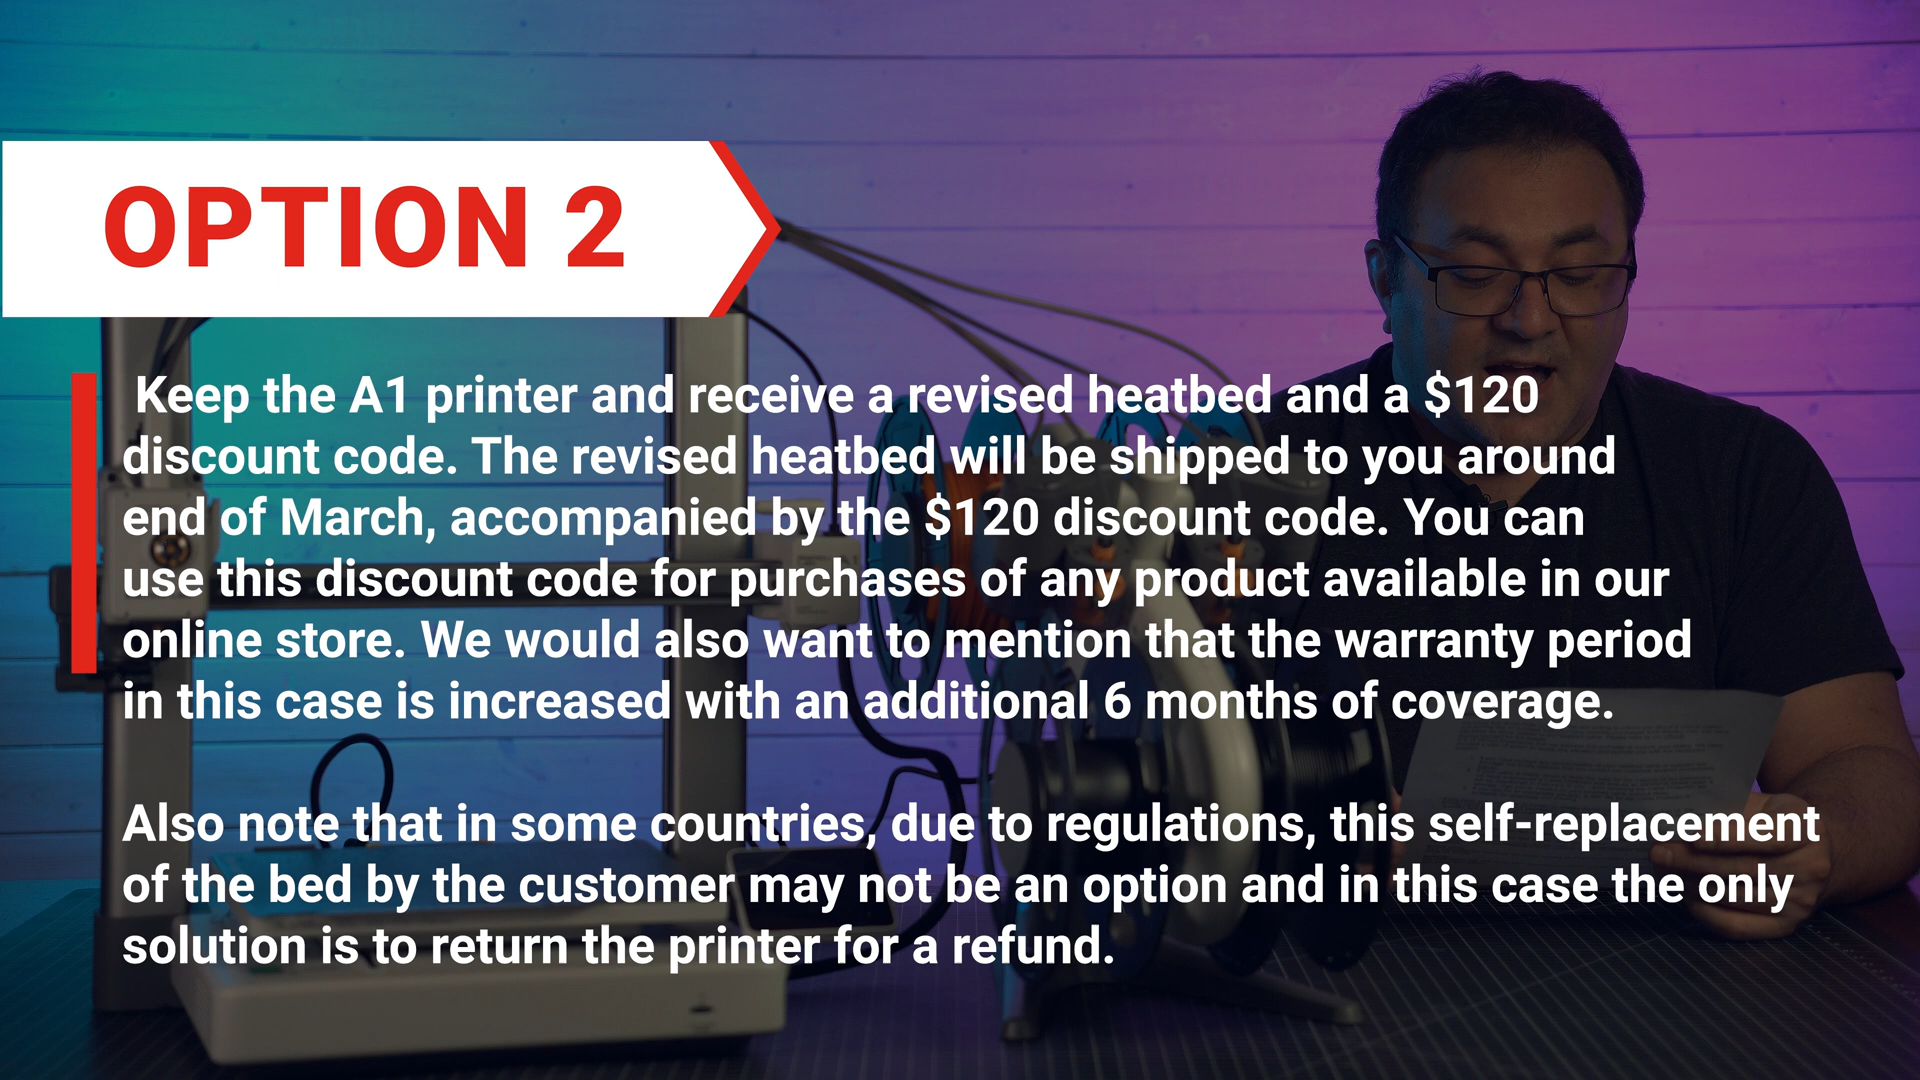 OPTION 2
Keep the A1 printer and receive a revised heatbed and a $120
discount code. The revised heatbed will be shipped to you around
end of March, accompanied by the $120 discount code. You can
use this discount code for purchases of any product available in our
online store. We would also want to mention that the warranty period
in this case is increased with an additional 6 months of coverage.
Also note that in some countries, due to regulations, this self-replacement
of the bed by the customer may not be an option and in this case the only
solution is to return the printer for a refund.